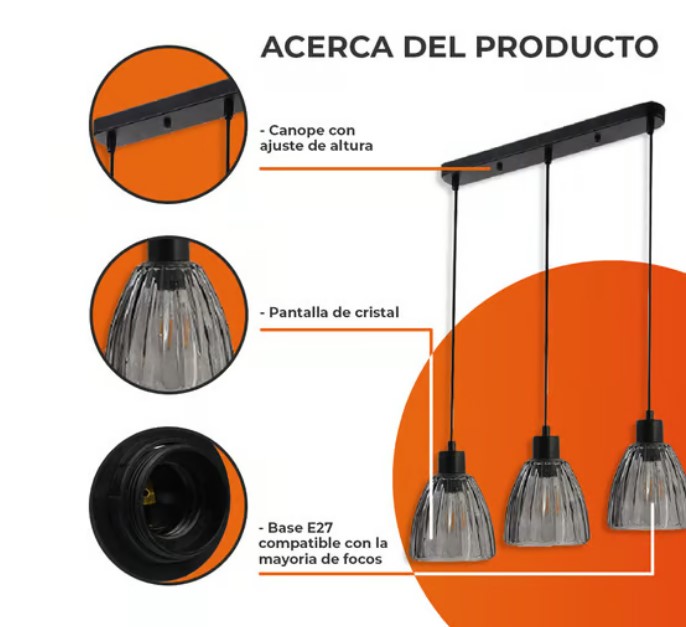 ACERCA DEL PRODUCTO
- Canope con
ajuste de altura
- Pantalla de cristal
- Base E27
compatible con la
mayoria de focos